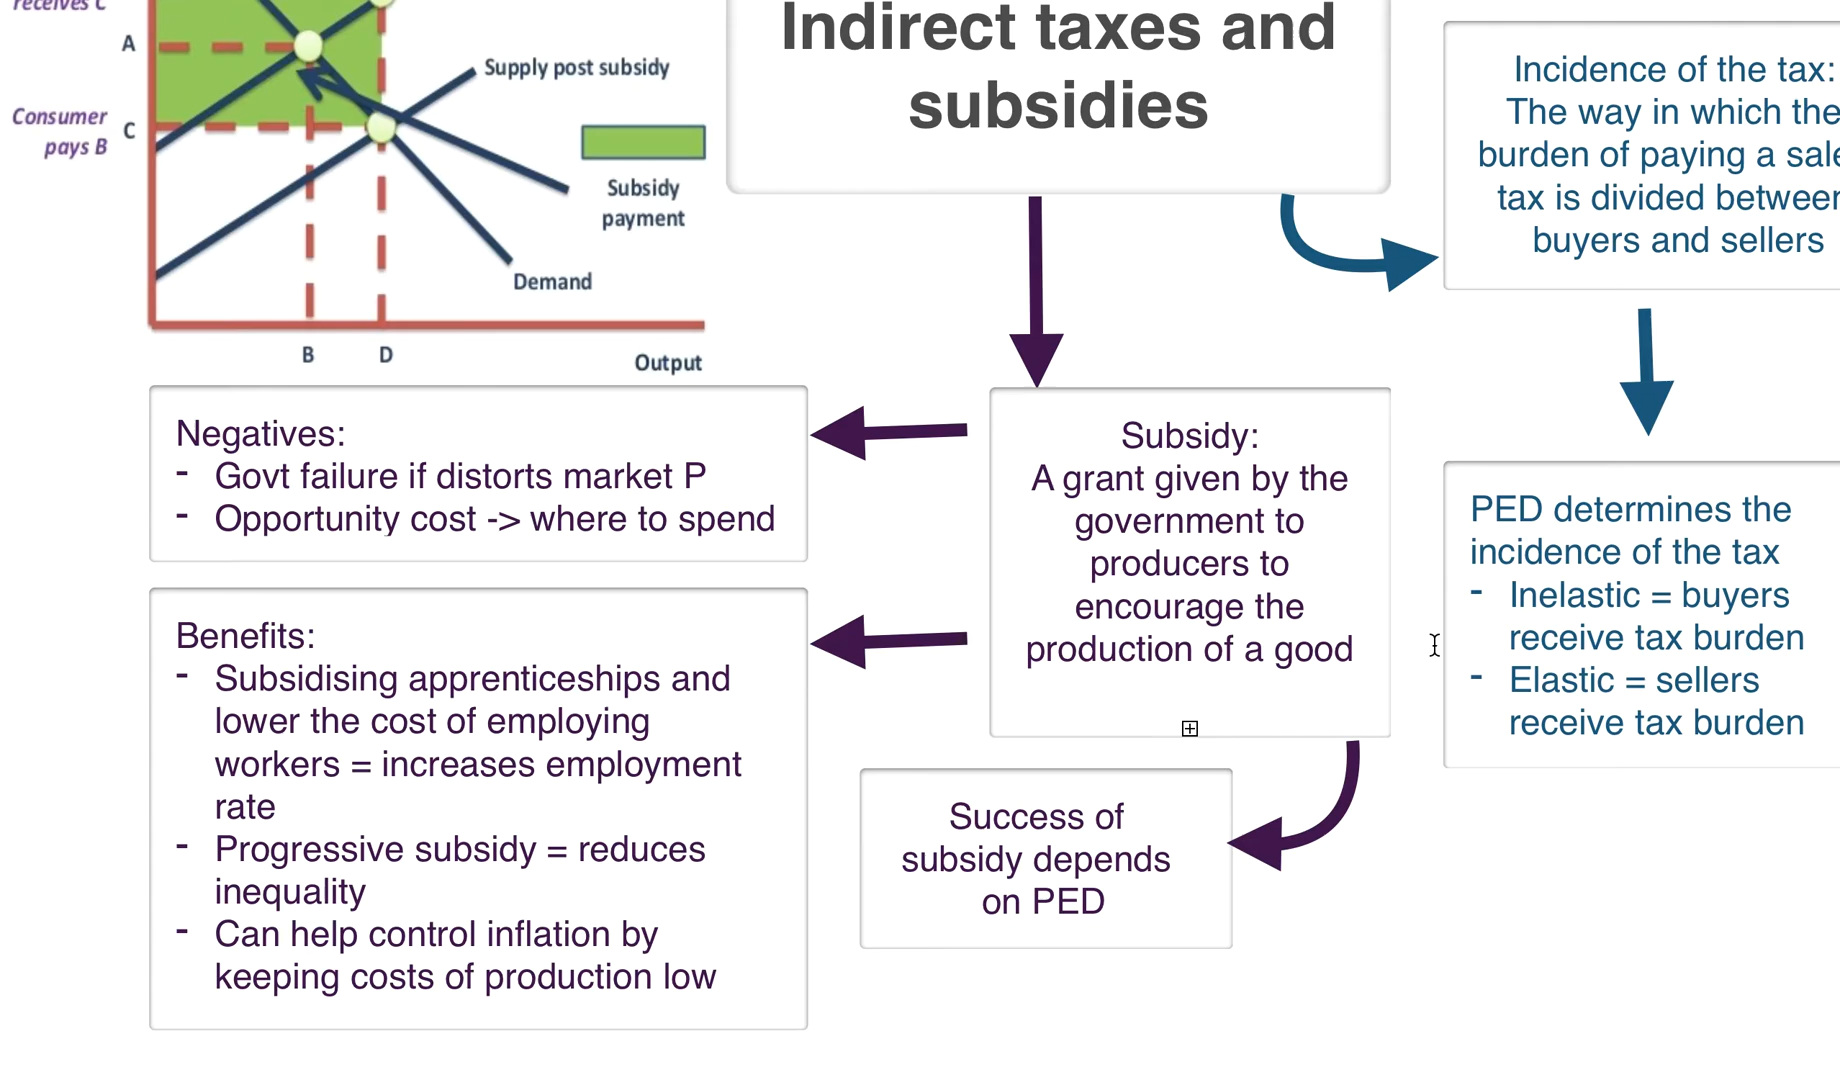 receives C
A
Supply post subsidy
Consumer
pays B
C
Subsidy
payment
Demand
B
D
Output
Indirect taxes and
subsidies
Incidence of the tax:
The way in which the
burden of paying a sale
tax is divided between
buyers and sellers
Negatives:
- Govt failure if distorts market P
- Opportunity cost -> where to spend
Subsidy:
A grant given by the
government to
producers to
encourage the
production of a good
PED determines the
incidence of the tax
- Inelastic = buyers
receive tax burden
- Elastic = sellers
receive tax burden
Benefits:
- Subsidising apprenticeships and
lower the cost of employing
workers = increases employment
rate
- Progressive subsidy = reduces
inequality
- Can help control inflation by
keeping costs of production low
Success of
subsidy depends
on PED